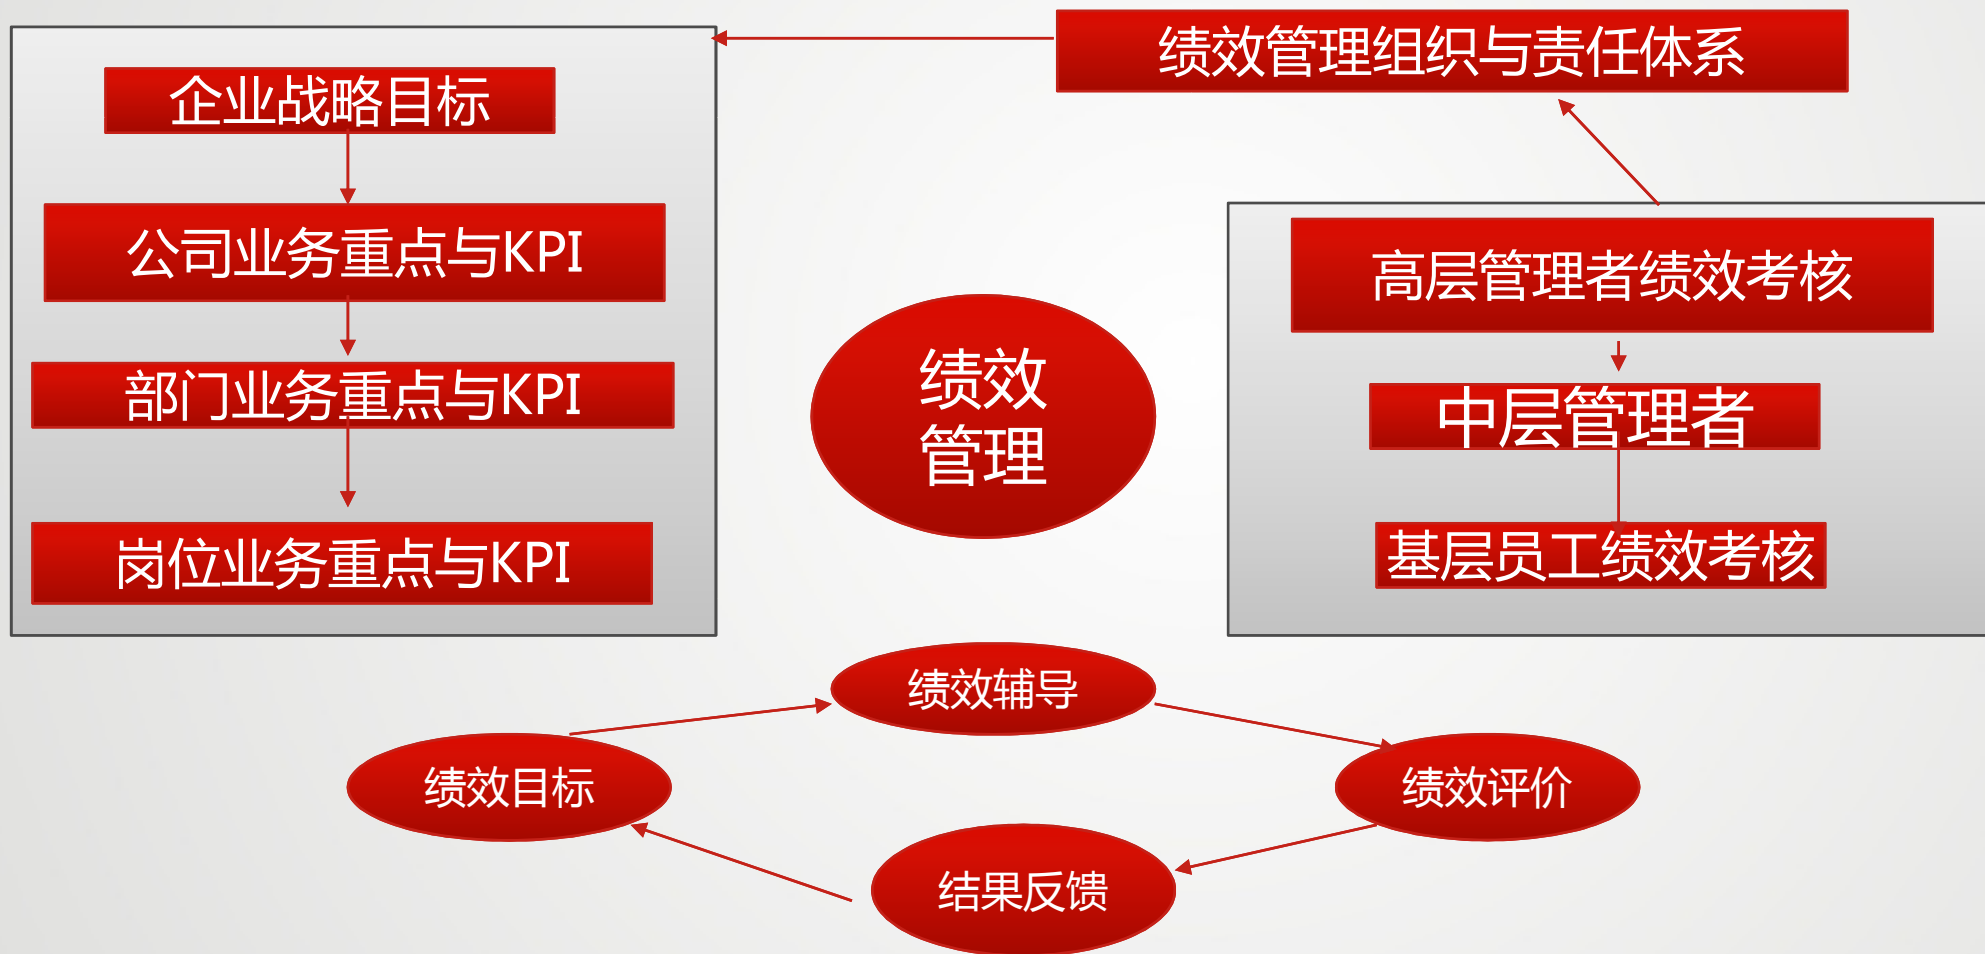 绩效管理组织与责任体系
企业战略目标
公司业务重点与KPI
部门业务重点与KPI
岗位业务重点与KPI
绩效
管理
高层管理者绩效考核
中层管理者
基层员工绩效考核
绩效辅导
绩效目标
绩效评价
结果反馈